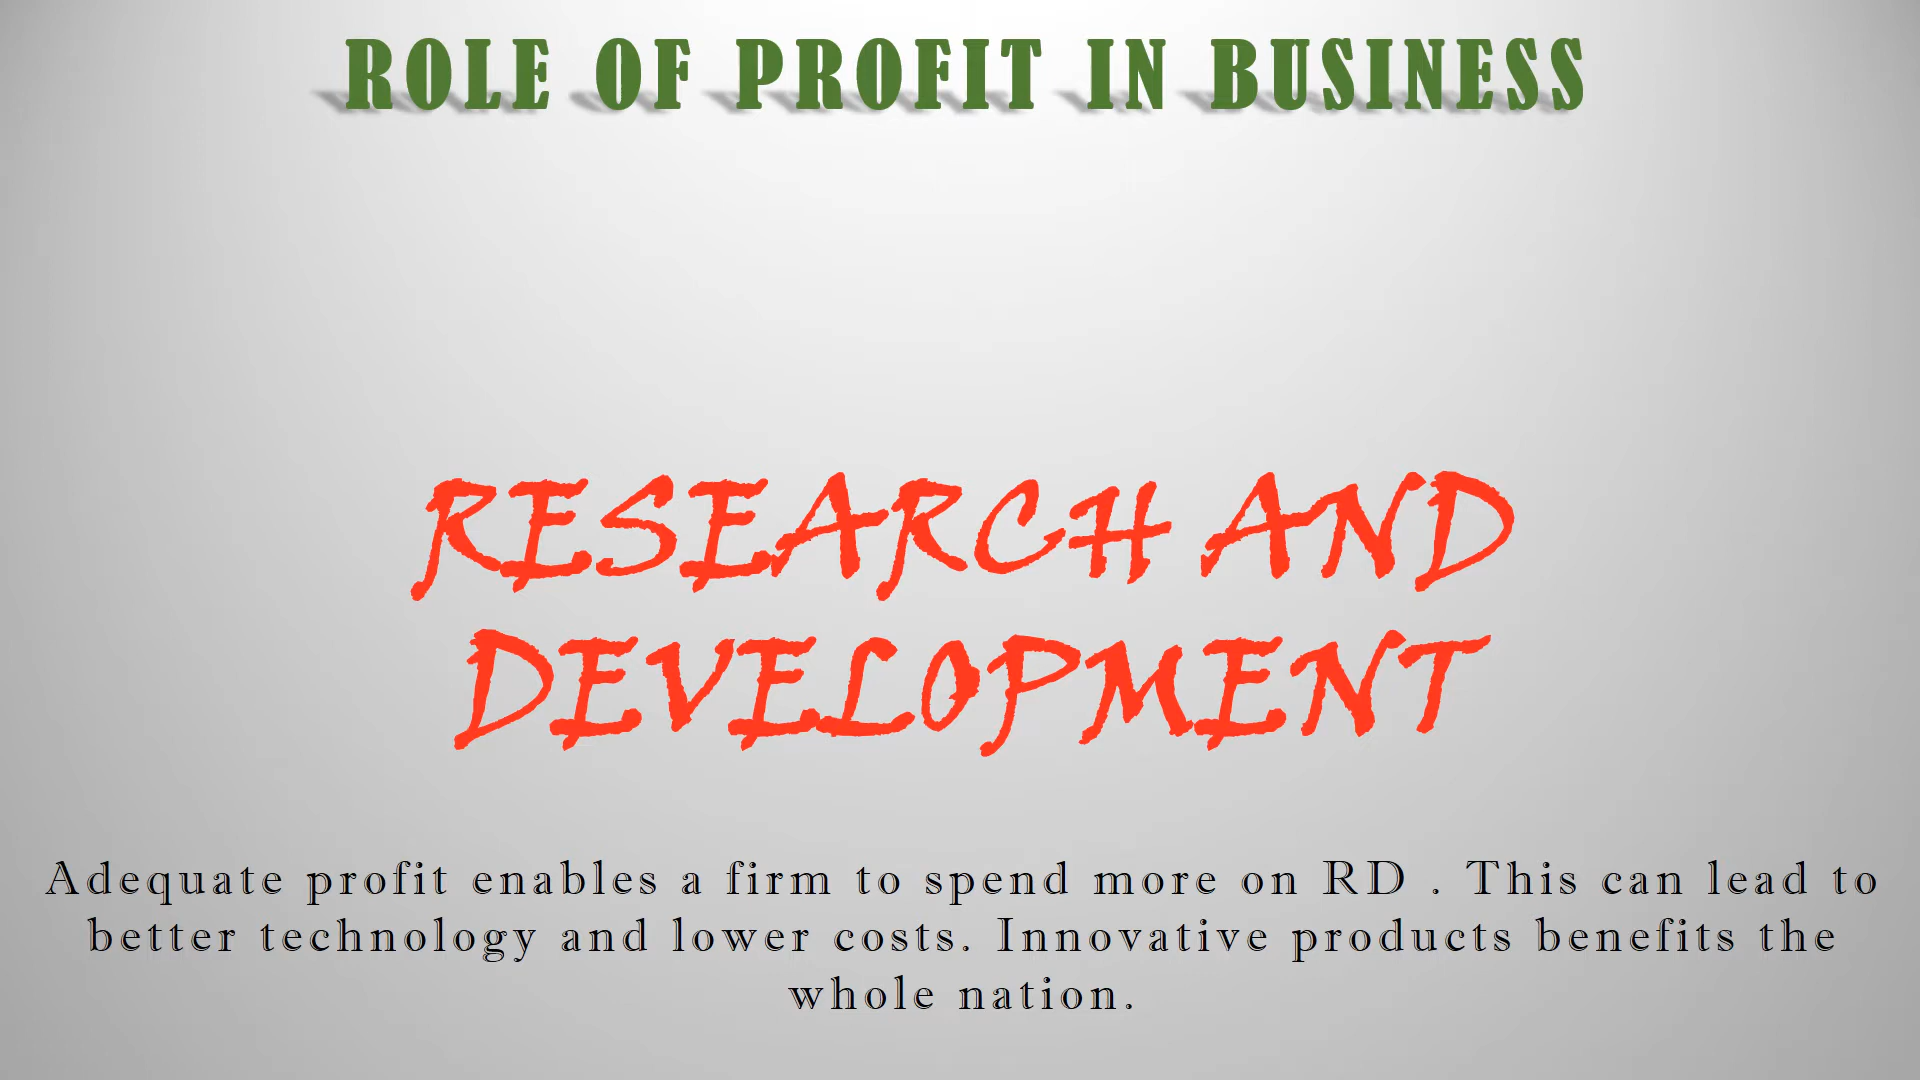 ROLE OF PROFIT IN BUSINESS
RESEARCH AND
DEVELOPMENT
Adequate profit enables a firm to spend more on RD . This can lead to
better technology and lower costs. Innovative products benefits the
whole nation.